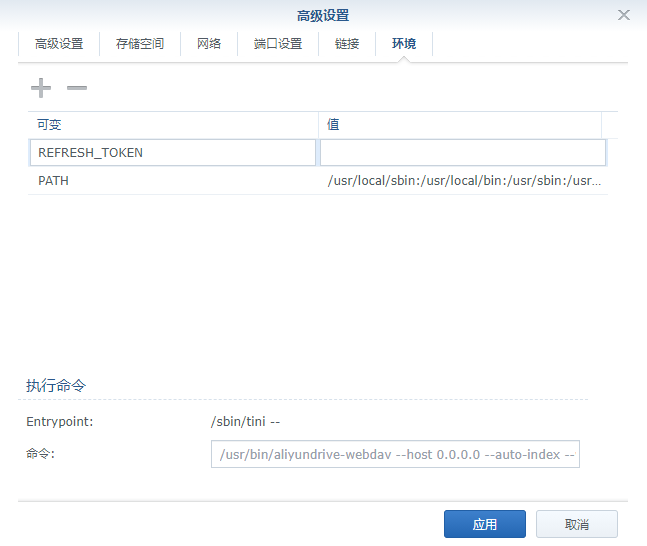 高级设置
高级设置 存储空间 网络 端口设置 链接 环境
可变 值
REFRESH_TOKEN
PATH /usr/local/sbin:/usr/local/bin:/usr/sbin:/usr...
执行命令
Entrypoint: /sbin/tini --
命令: /usr/bin/aliyundrive-webdav --host 0.0.0.0 --auto-index --
应用 取消